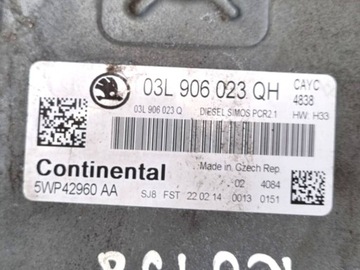 03L 906 023 QH
CAYC
4838
03L 906 023 Q DIESEL SIMOS PCR2.1 HW: H33
Continental
Made in Czech Rep
5WP42960 AA
02 4084
SJ8 FST 22 02 14 0013 0151